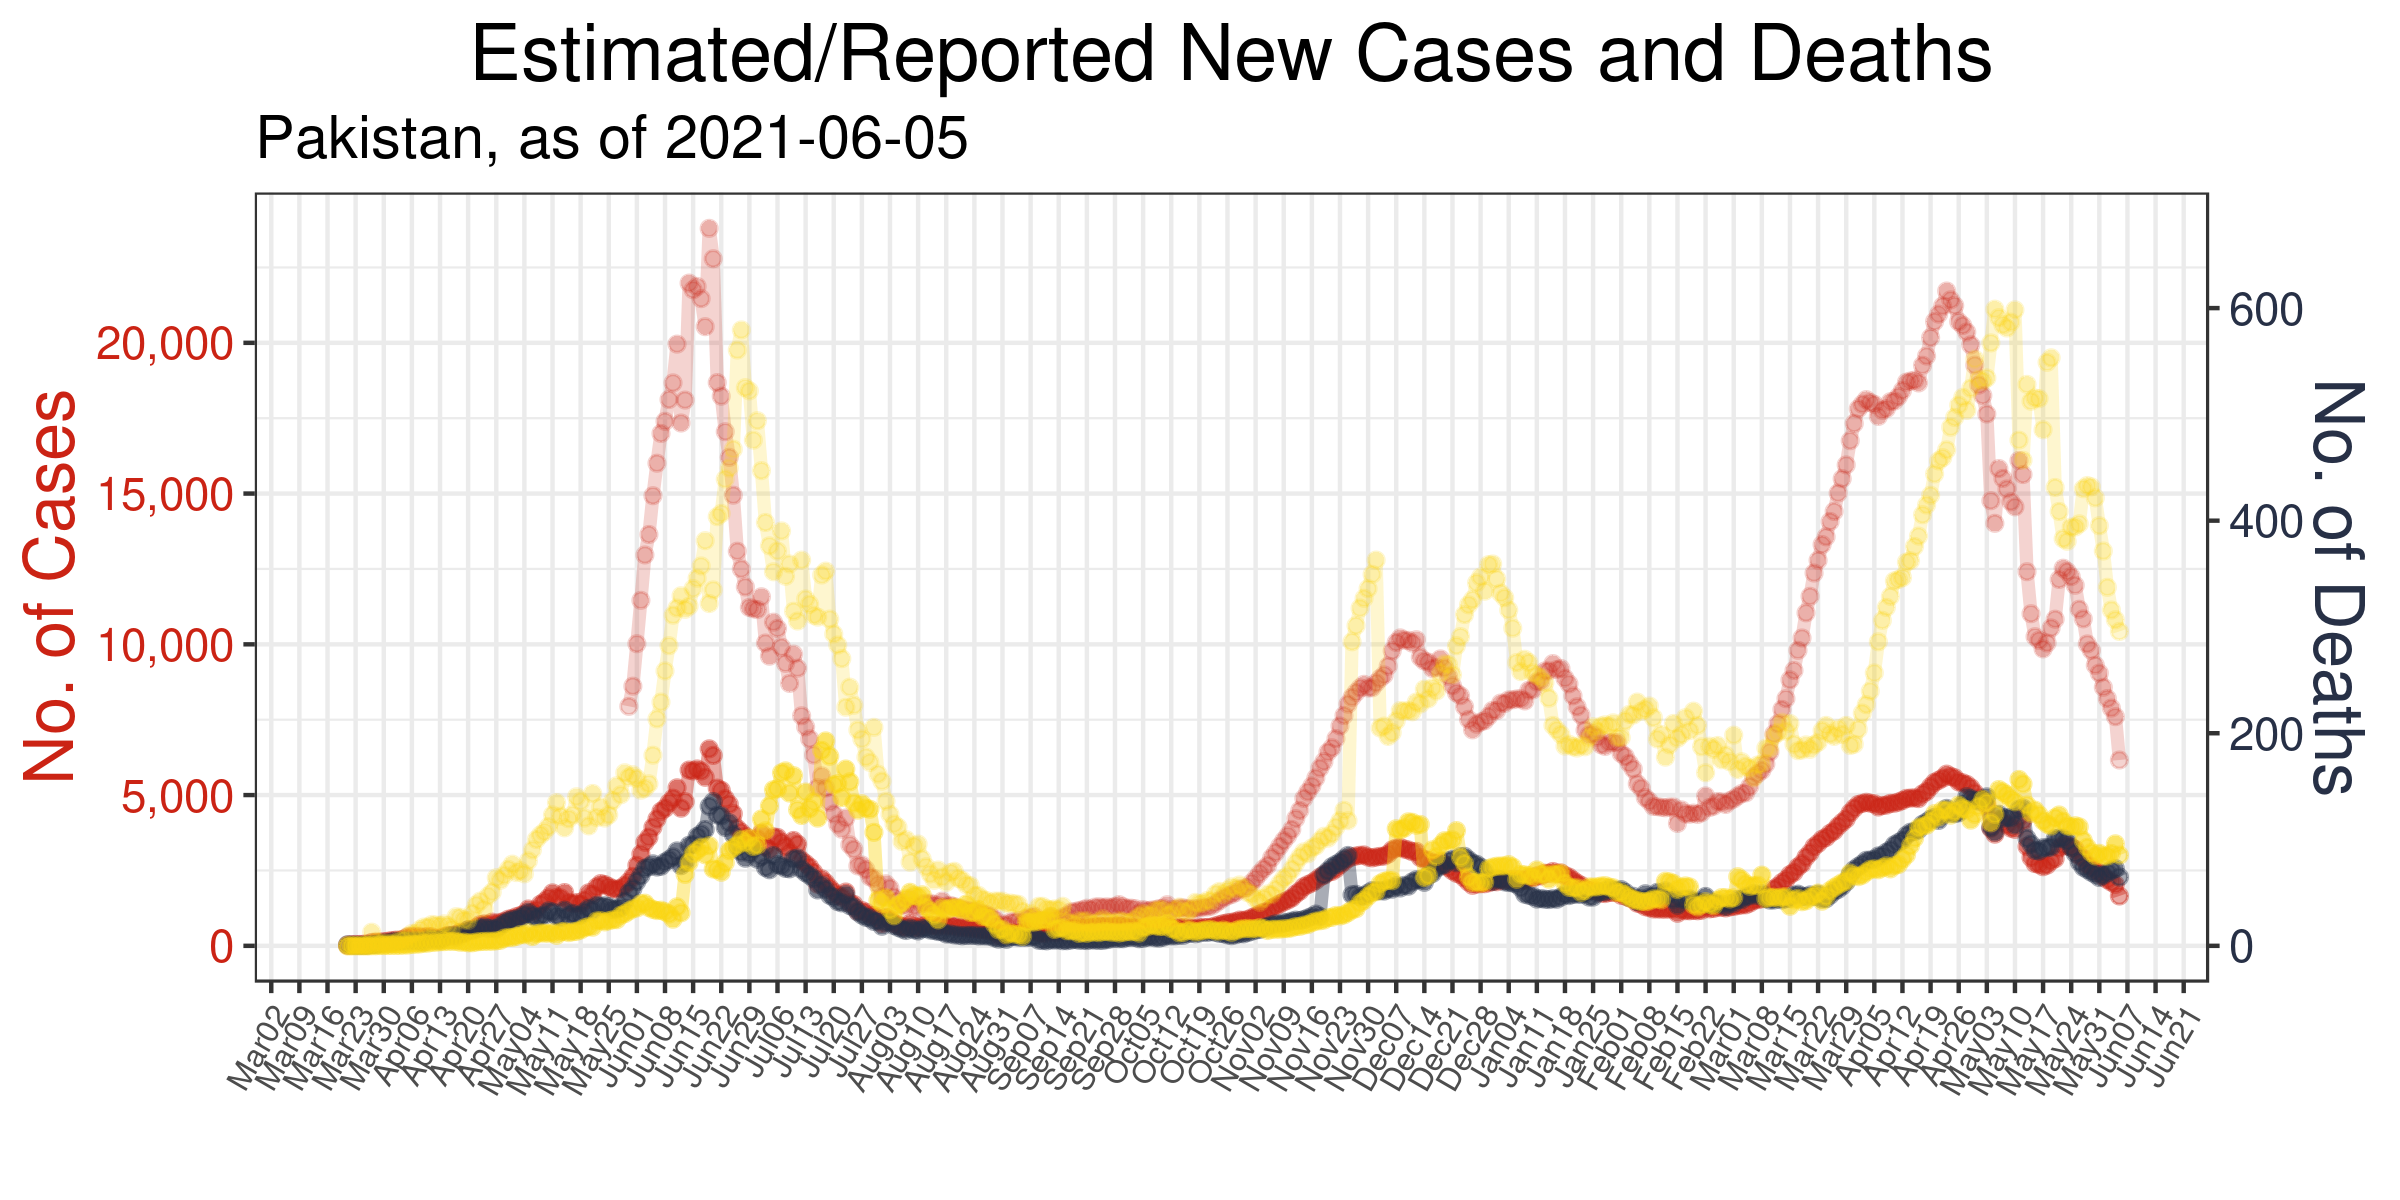 Estimated/Reported New Cases and Deaths
Pakistan, as of 2021-06-05
No. of Cases
20,000
15,000
10,000
5,000
0
600
400
200
0
No. of Deaths
Mar02
Mar09
Mar16
Mar23
Mar30
Apr06
Apr13
Apr20
Apr27
May04
May11
May18
May25
Jun01
Jun08
Jun15
Jun22
Jun29
Jul06
Jul13
Jul20
Jul27
Aug03
Aug10
Aug17
Aug24
Aug31
Sep07
Sep14
Sep21
Sep28
Oct05
Oct12
Oct19
Oct26
Nov02
Nov09
Nov16
Nov23
Nov30
Dec07
Dec14
Dec21
Dec28
Jan04
Jan11
Jan18
Jan25
Feb01
Feb08
Feb15
Feb22
Mar01
Mar08
Mar15
Mar22
Mar29
Apr05
Apr12
Apr19
Apr26
May03
May10
May17
May24
May31
Jun07
Jun14
Jun21